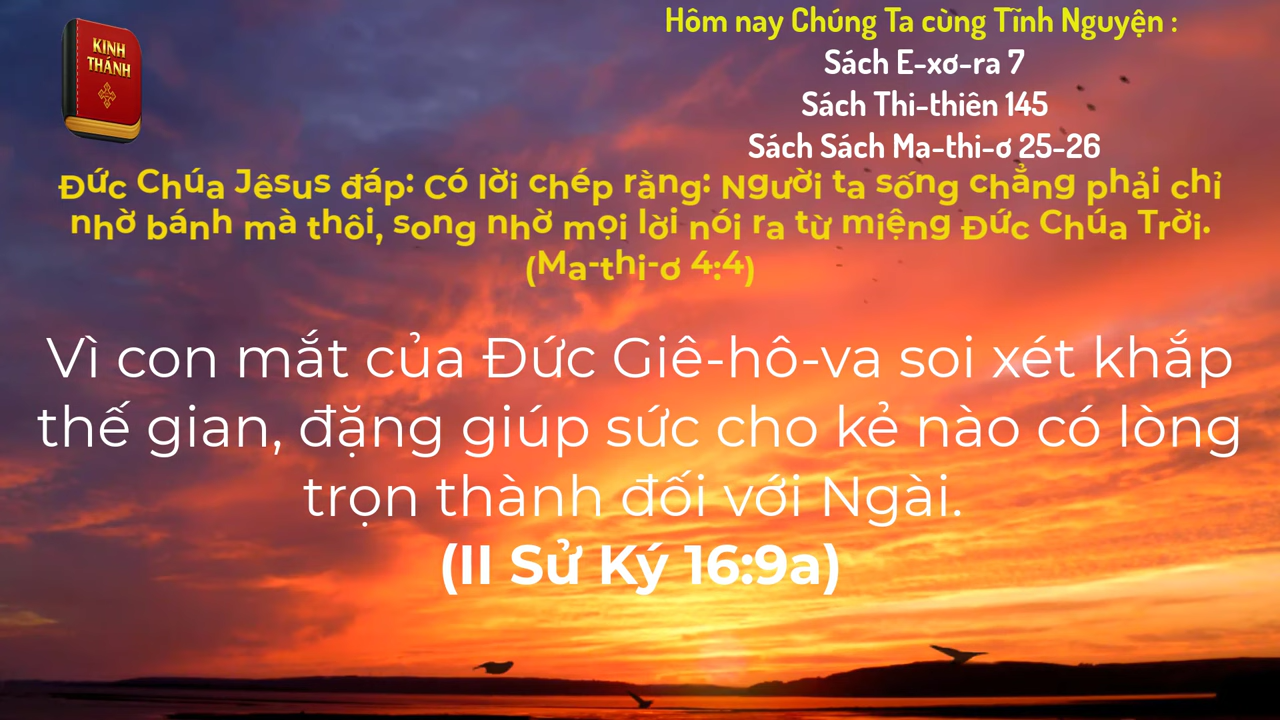 KINH
THÁNH
Hôm nay Chúng Ta cùng Tĩnh Nguyện :
Sách E-xơ-ra 7
Sách Thi-thiên 145
Sách Sách Ma-thi-ơ 25-26
Đức Chúa Jêsus đáp: Có lời chép rằng: Người ta sống chẳng phải chỉ
nhờ bánh mà thôi, song nhờ mọi lời nói ra từ miệng Đức Chúa Trời.
(Ma-thi-ơ 4:4)
Vì con mắt của Đức Giê-hô-va soi xét khắp
thế gian, đặng giúp sức cho kẻ nào có lòng
trọn thành đối với Ngài.
(II Sử Ký 16:9a)